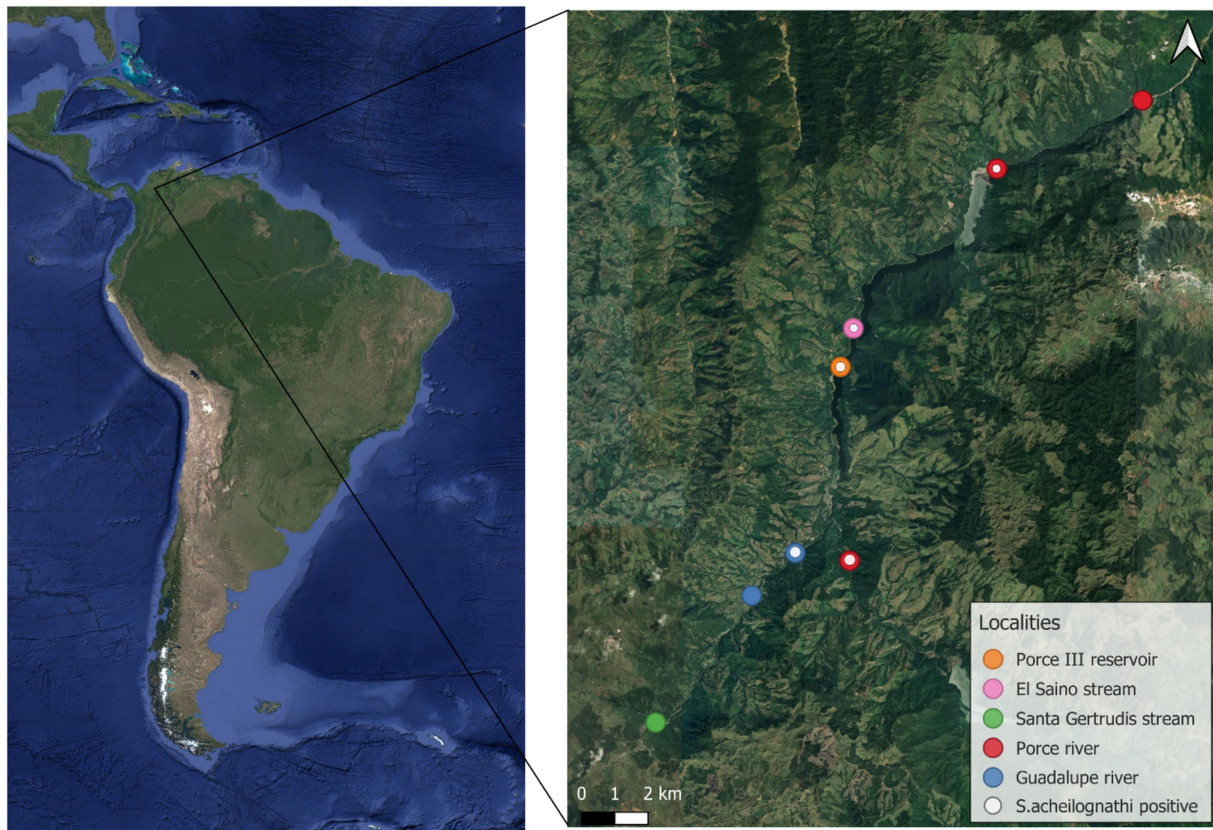 0 1 2 km
Localities
Porce III reservoir
El Saino stream
Santa Gertrudis stream
Porce river
Guadalupe river
S.acheilognathi positive